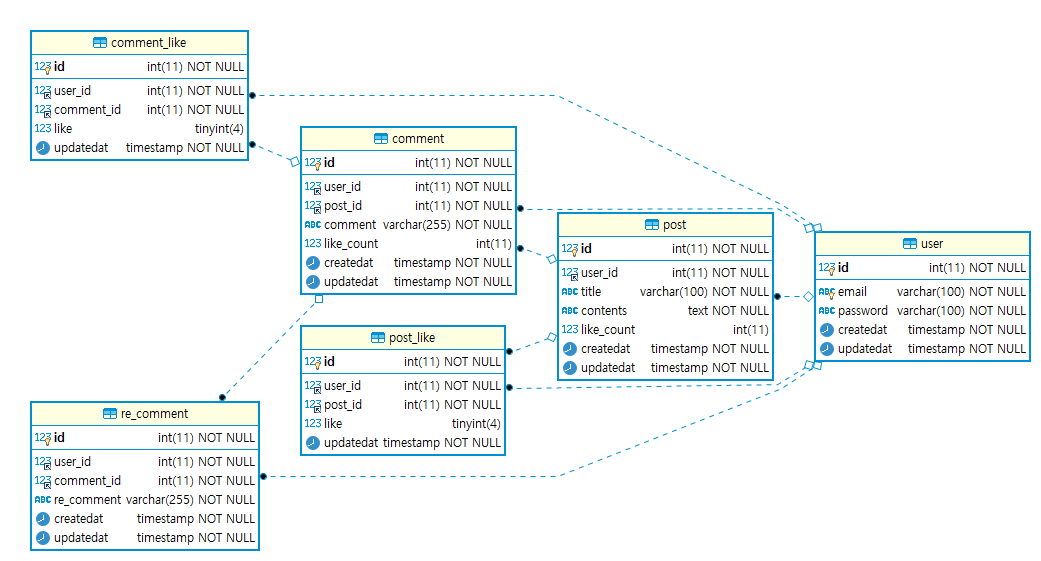 comment_like
123 id int(11) NOT NULL
123 user_id int(11) NOT NULL
123 comment_id int(11) NOT NULL
123 like tinyint(4)
updatedat timestamp NOT NULL
comment
123 id int(11) NOT NULL
123 user_id int(11) NOT NULL
123 post_id int(11) NOT NULL
ABC comment varchar(255) NOT NULL
123 like_count int(11)
createdat timestamp NOT NULL
updatedat timestamp NOT NULL
post
123 id int(11) NOT NULL
123 user_id int(11) NOT NULL
ABC title varchar(100) NOT NULL
ABC contents text NOT NULL
123 like_count int(11)
createdat timestamp NOT NULL
updatedat timestamp NOT NULL
user
123 id int(11) NOT NULL
ABC email varchar(100) NOT NULL
ABC password varchar(100) NOT NULL
createdat timestamp NOT NULL
updatedat timestamp NOT NULL
post_like
123 id int(11) NOT NULL
123 user_id int(11) NOT NULL
123 post_id int(11) NOT NULL
123 like tinyint(4)
updatedat timestamp NOT NULL
re_comment
123 id int(11) NOT NULL
123 user_id int(11) NOT NULL
123 comment_id int(11) NOT NULL
ABC re_comment varchar(255) NOT NULL
createdat timestamp NOT NULL
updatedat timestamp NOT NULL